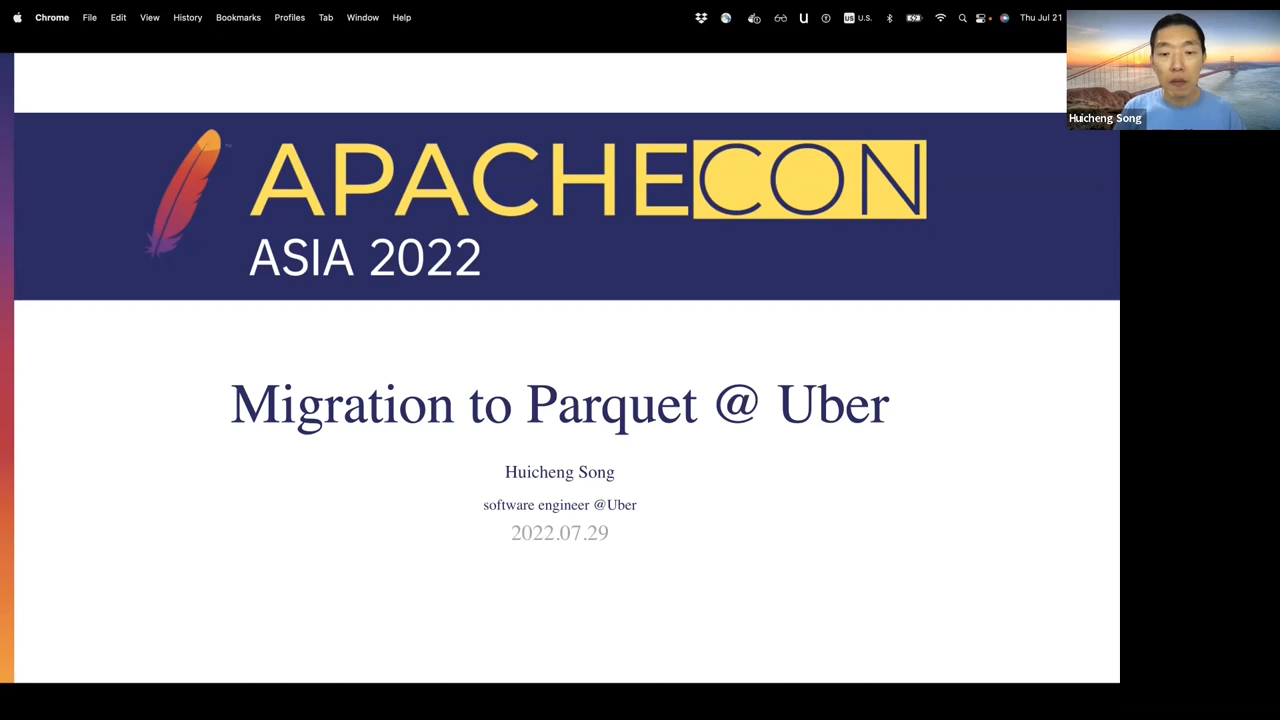 Chrome File Edit View History Bookmarks Profiles Tab Window Help U.S. Thu Jul 21
Huicheng Song
APACHECON
ASIA 2022
Migration to Parquet @ Uber
Huicheng Song
software engineer @Uber
2022.07.29